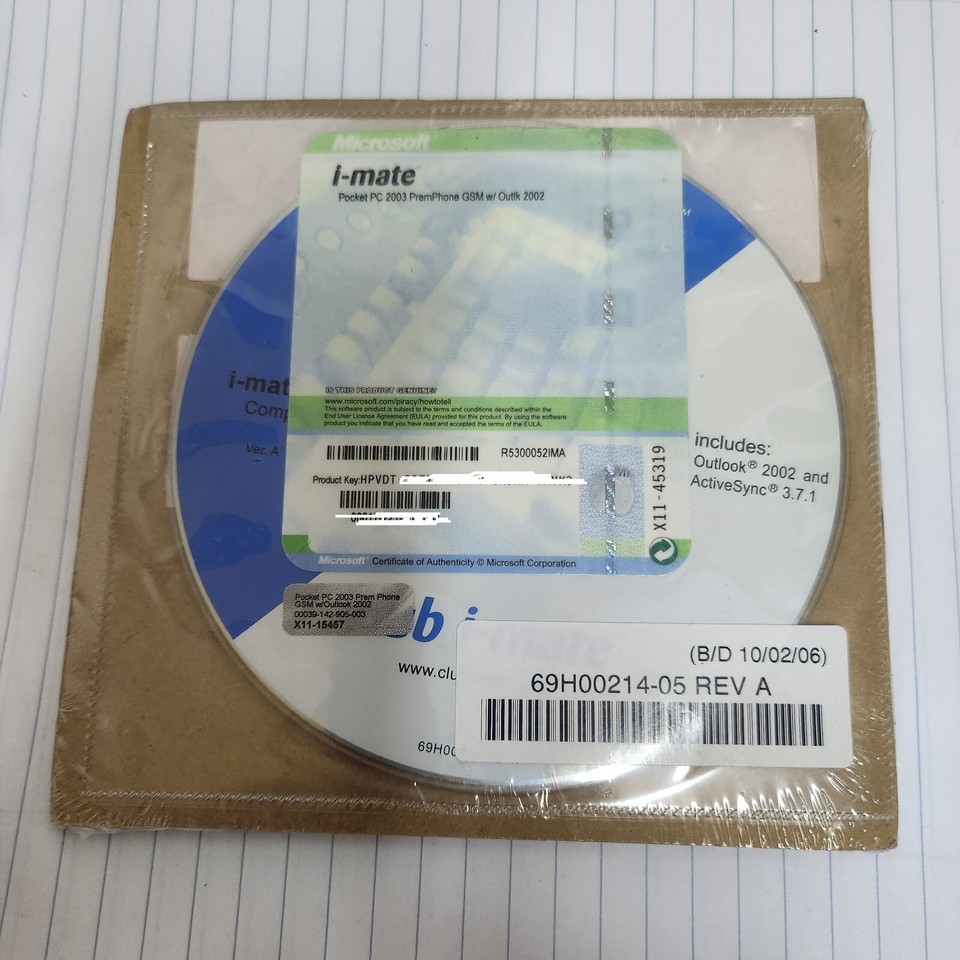 Microsoft
i-mate
Pocket PC 2003 PremPhone GSM w/ Outlk 2002
TM
i-mat
Comp
Ver. A
IS THIS PRODUCT GENUINE?
www.microsoft.com/piracy/howtotell
This software product is subject to the terms and conditions described within the
End User License Agreement (EULA) provided for this product. By using the software
product you indicate that you have read and accepted the terms of the EULA.
R5300052IMA
Product Key:HPVDT
X11-45319
includes:
Outlook® 2002 and
ActiveSync® 3.7.1
Microsoft Certificate of Authenticity © Microsoft Corporation
Pocket PC 2003 Prem Phone
GSM w/Outlook 2002
00039-142-905-003
X11-15457
ub i-mate
www.clu
(B/D 10/02/06)
69H00214-05 REV A
69H00